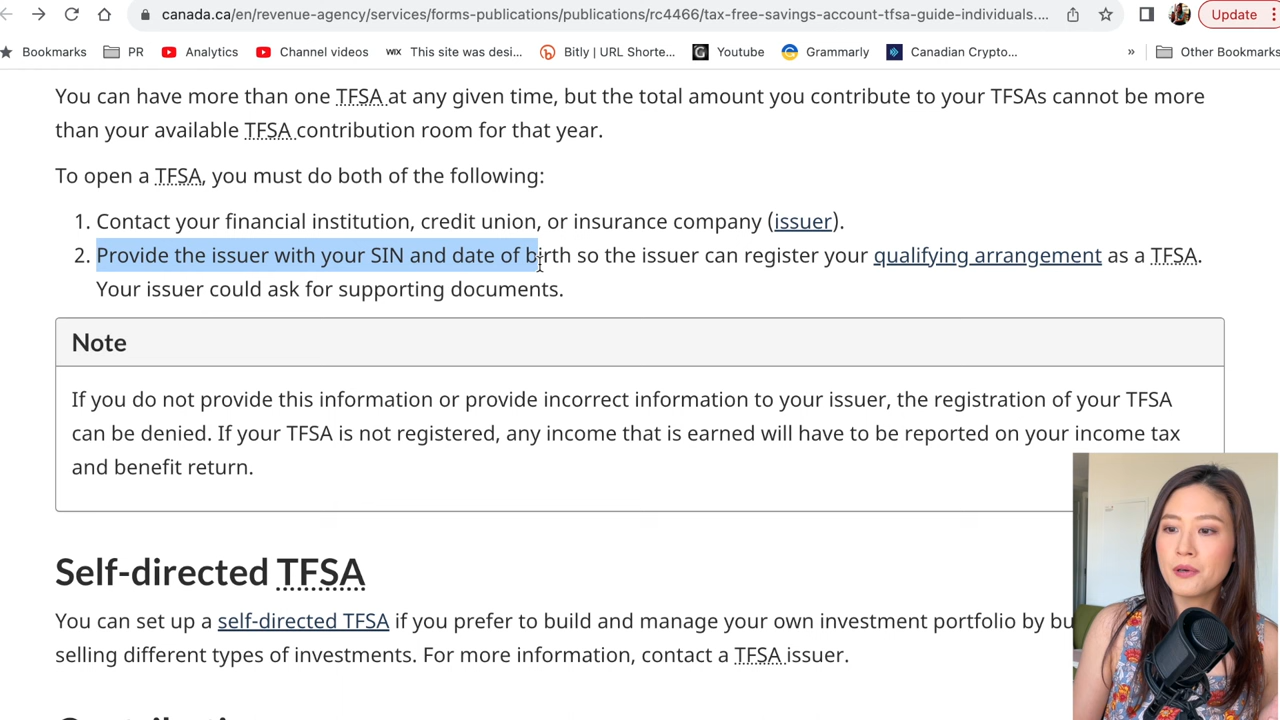 canada.ca/en/revenue-agency/services/forms-publications/publications/rc4466/tax-free-savings-account-tfsa-guide-individuals....
Update
Bookmarks
PR
Analytics
Channel videos
WIX
This site was desi...
Bitly | URL Shorte...
Youtube
Grammarly
Canadian Crypto...
»
Other Bookmarks
You can have more than one TFSA at any given time, but the total amount you contribute to your TFSAs cannot be more
than your available TFSA contribution room for that year.
To open a TFSA, you must do both of the following:
1. Contact your financial institution, credit union, or insurance company (issuer).
2. Provide the issuer with your SIN and date of birth so the issuer can register your qualifying arrangement as a TFSA.
Your issuer could ask for supporting documents.
Note
If you do not provide this information or provide incorrect information to your issuer, the registration of your TFSA
can be denied. If your TFSA is not registered, any income that is earned will have to be reported on your income tax
and benefit return.
Self-directed TFSA
You can set up a self-directed TFSA if you prefer to build and manage your own investment portfolio by bu
selling different types of investments. For more information, contact a TFSA issuer.